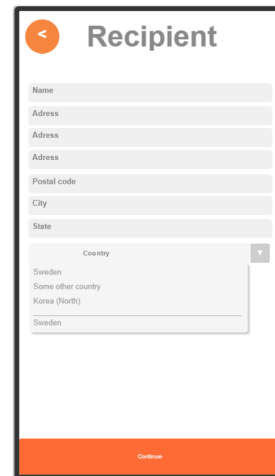 < Recipient
Name
Adress
Adress
Adress
Postal code
City
State
Country ▼
Sweden
Some other country
Korea (North)
Sweden
Continue